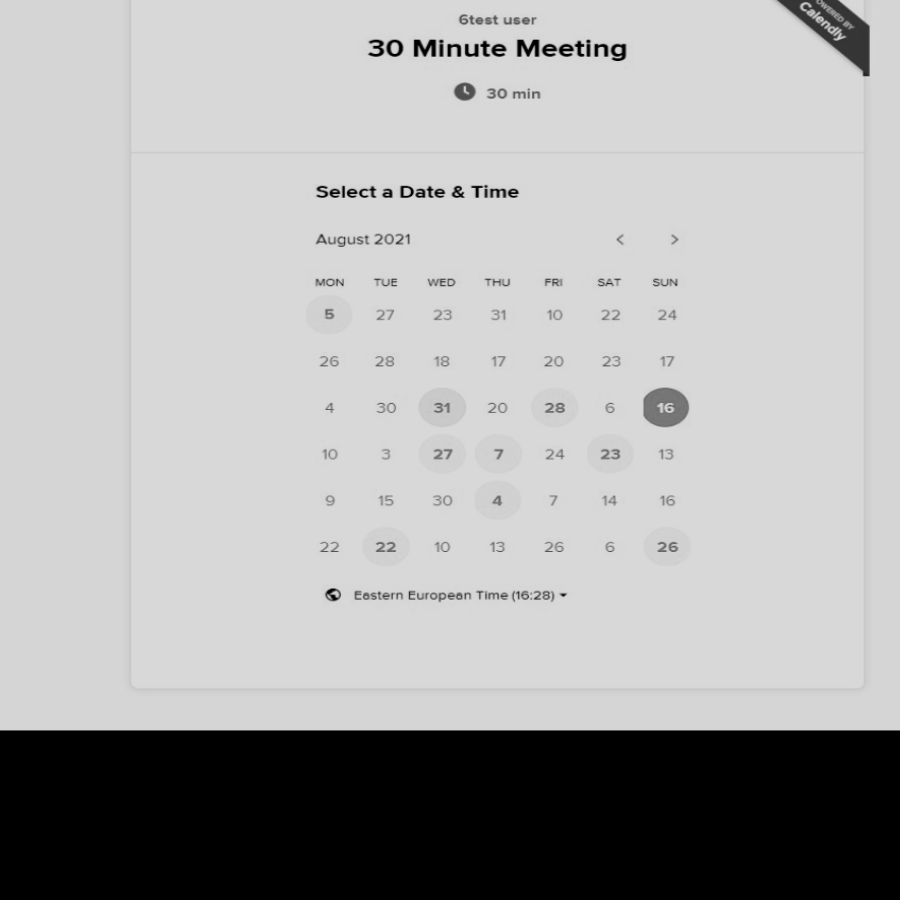 6test user
30 Minute Meeting
30 min
POWERED BY
Calendly
Select a Date & Time
August 2021 < >
MON TUE WED THU FRI SAT SUN
5 27 23 31 10 22 24
26 28 18 17 20 23 17
4 30 31 20 28 6 16
10 3 27 7 24 23 13
9 15 30 4 7 14 16
22 22 10 13 26 6 26
Eastern European Time (16:28)